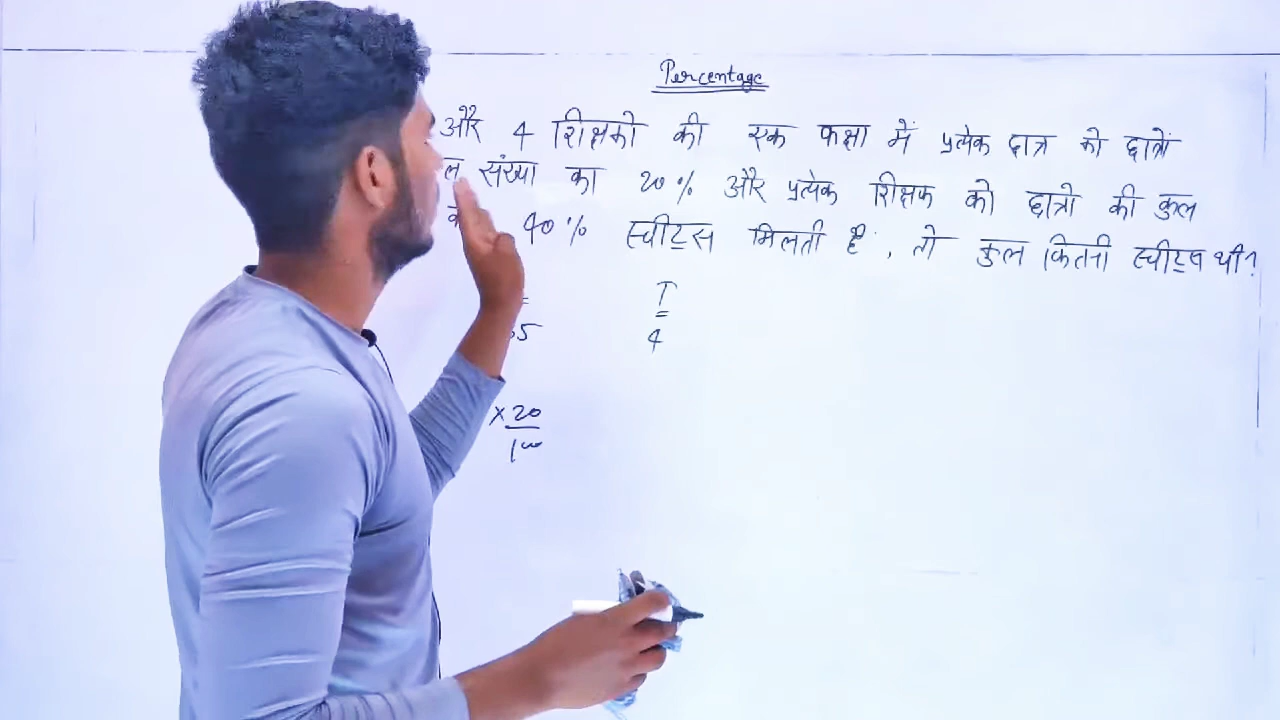 Percentage
और 4 शिक्षको की एक कक्षा में प्रत्येक छात्र को छात्रों
ल संख्या का 20% और प्रत्येक शिक्षक को छात्रो की कुल
40% स्वीट्स मिलती है, तो कुल कितनी स्वीट्स थी?
= T
=
5 4
× 20
100